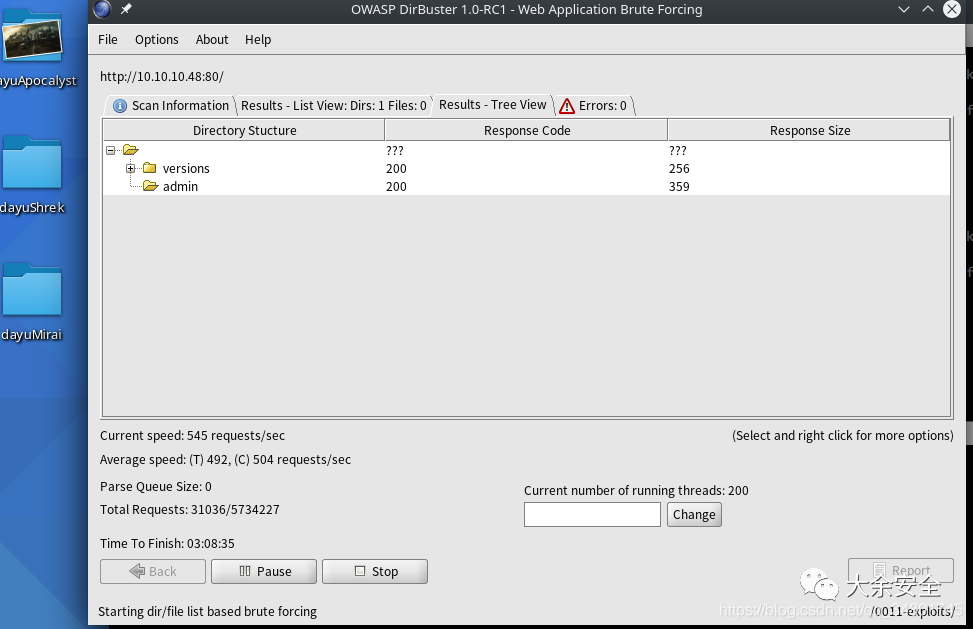 OWASP DirBuster 1.0-RC1 - Web Application Brute Forcing
File Options About Help
http://10.10.10.48:80/
Scan Information Results - List View: Dirs: 1 Files: 0 Results - Tree View Errors: 0
Directory Stucture Response Code Response Size
??? ???
versions 200 256
admin 200 359
ayuApocalyst
dayuShrek
dayuMirai
Current speed: 545 requests/sec (Select and right click for more options)
Average speed: (T) 492, (C) 504 requests/sec
Parse Queue Size: 0
Current number of running threads: 200
Total Requests: 31036/5734227
Change
Time To Finish: 03:08:35
Back Pause Stop Report
大余安全
Starting dir/file list based brute forcing /0011-exploits/
https://blog.csdn.net/